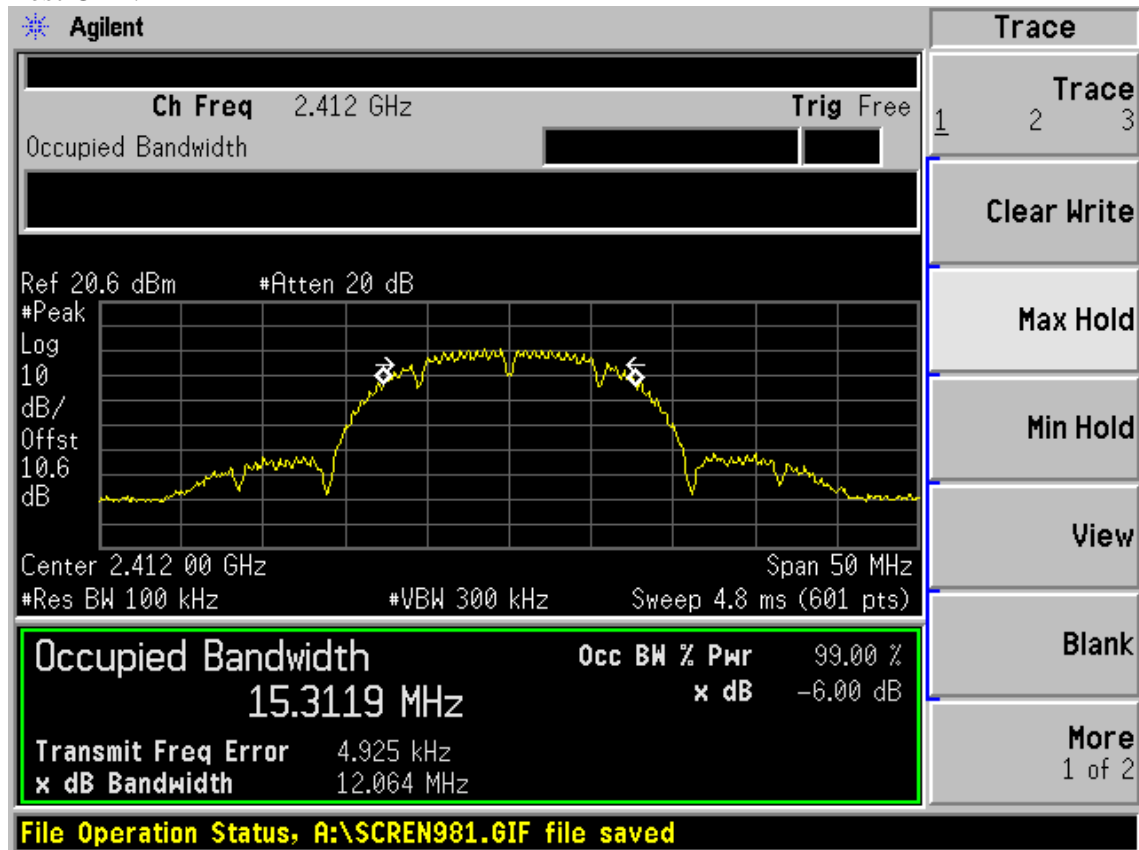 Agilent
Trace
Ch Freq 2.412 GHz Trig Free
Occupied Bandwidth
Trace
1 2 3
Clear Write
Max Hold
Min Hold
View
Blank
More
1 of 2
Ref 20.6 dBm #Atten 20 dB
#Peak
Log
10
dB/
Offst
10.6
dB
Center 2.412 00 GHz Span 50 MHz
#Res BW 100 kHz #VBW 300 kHz Sweep 4.8 ms (601 pts)
Occupied Bandwidth Occ BW % Pwr 99.00 %
15.3119 MHz x dB -6.00 dB
Transmit Freq Error 4.925 kHz
x dB Bandwidth 12.064 MHz
File Operation Status, A:\SCREN981.GIF file saved